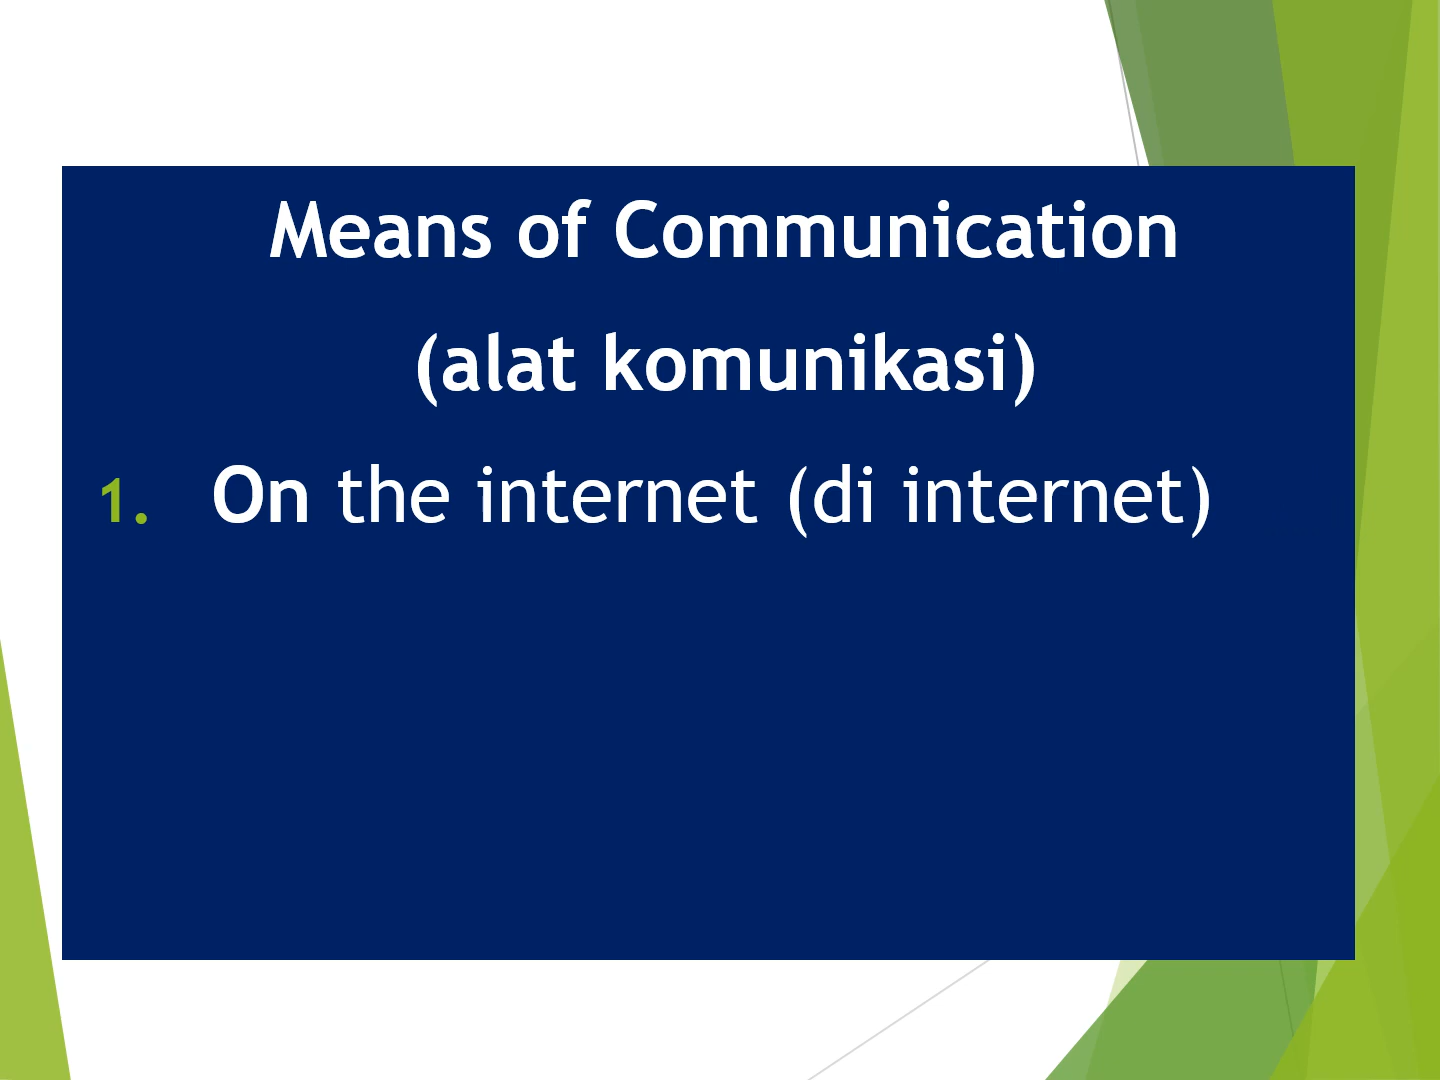 Means of Communication
(alat komunikasi)
1. On the internet (di internet)